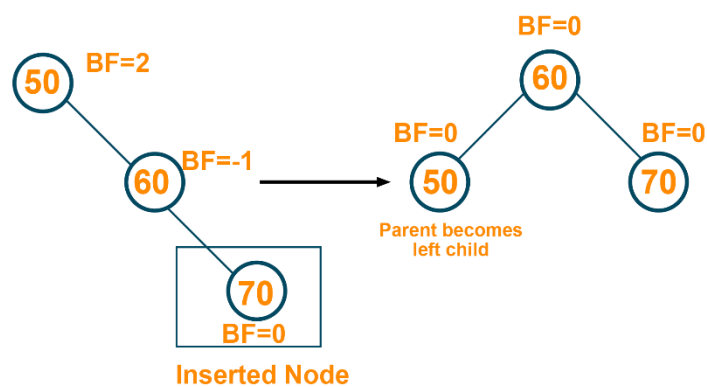 50
BF=2
60
BF=-1
70
BF=0
Inserted Node
BF=0
60
BF=0
50
BF=0
70
Parent becomes
left child